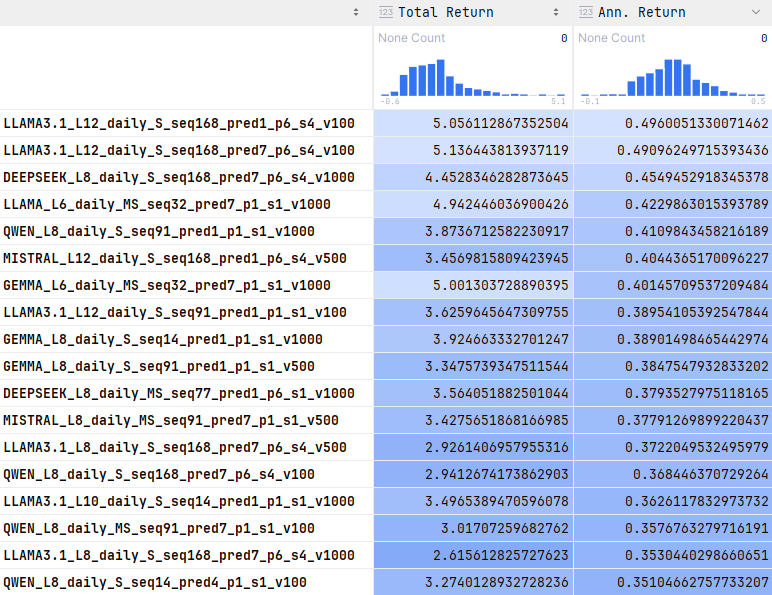 123 Total Return 123 Ann. Return
None Count 0 None Count 0
-0.6 5.1 -0.1 0.5
LLAMA3.1_L12_daily_S_seq168_pred1_p6_s4_v100 5.056112867352504 0.4960051330071462
LLAMA3.1_L12_daily_S_seq168_pred7_p6_s4_v100 5.136443813937119 0.49096249715393436
DEEPSEEK_L8_daily_S_seq168_pred7_p6_s4_v1000 4.4528346282873645 0.4549452918345378
LLAMA_L6_daily_MS_seq32_pred7_p1_s1_v1000 4.942446036900426 0.4229863015393789
QWEN_L8_daily_S_seq91_pred1_p1_s1_v1000 3.8736712582230917 0.4109843458216189
MISTRAL_L12_daily_S_seq168_pred1_p6_s4_v500 3.4569815809423945 0.4044365170096227
GEMMA_L6_daily_MS_seq32_pred7_p1_s1_v1000 5.001303728890395 0.40145709537209484
LLAMA3.1_L12_daily_S_seq91_pred1_p1_s1_v100 3.6259645647309755 0.38954105392547844
GEMMA_L8_daily_S_seq14_pred1_p1_s1_v1000 3.924663332701247 0.38901498465442974
GEMMA_L8_daily_S_seq91_pred1_p1_s1_v500 3.3475739347511544 0.3847547932833202
DEEPSEEK_L8_daily_MS_seq77_pred1_p6_s1_v1000 3.564051882501044 0.3793527975118165
MISTRAL_L8_daily_MS_seq91_pred7_p1_s1_v500 3.4275651868166985 0.37791269899220437
LLAMA3.1_L8_daily_S_seq168_pred7_p6_s4_v500 2.9261406957955316 0.3722049532495979
QWEN_L8_daily_S_seq168_pred7_p6_s4_v100 2.9412674173862903 0.368446370729264
LLAMA3.1_L10_daily_S_seq14_pred1_p1_s1_v1000 3.4965389470596078 0.3626117832973732
QWEN_L8_daily_MS_seq91_pred7_p1_s1_v100 3.01707259682762 0.3576763279716191
LLAMA3.1_L8_daily_S_seq168_pred7_p6_s4_v1000 2.615612825727623 0.3530440298660651
QWEN_L8_daily_S_seq14_pred4_p1_s1_v100 3.2740128932728236 0.35104662757733207